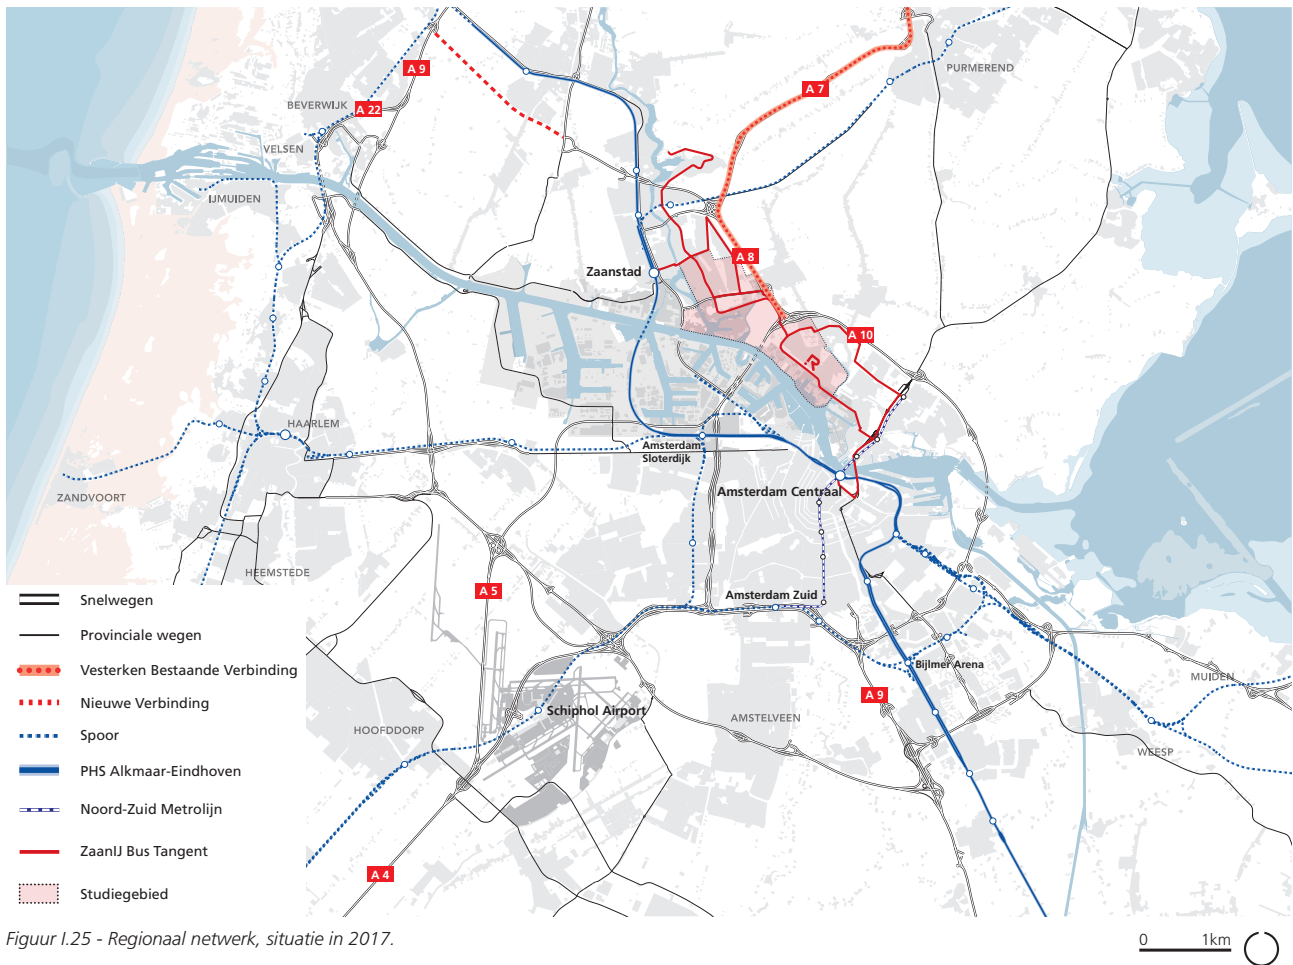 PURMEREND
A 9
A 7
BEVERWIJK
A 22
VELSEN
IJMUIDEN
A 8
Zaanstad
A 10
R
HAARLEM
Amsterdam
Sloterdijk
ZANDVOORT
Amsterdam Centraal
HEEMSTEDE
A 5
Amsterdam Zuid
Bijlmer Arena
MUIDEN
A 9
Schiphol Airport
AMSTELVEEN
HOOFDDORP
WEESP
A 4
Snelwegen
Provinciale wegen
Vesterken Bestaande Verbinding
Nieuwe Verbinding
Spoor
PHS Alkmaar-Eindhoven
Noord-Zuid Metrolijn
ZaanIJ Bus Tangent
Studiegebied
Figuur I.25 - Regionaal netwerk, situatie in 2017.
0 1km